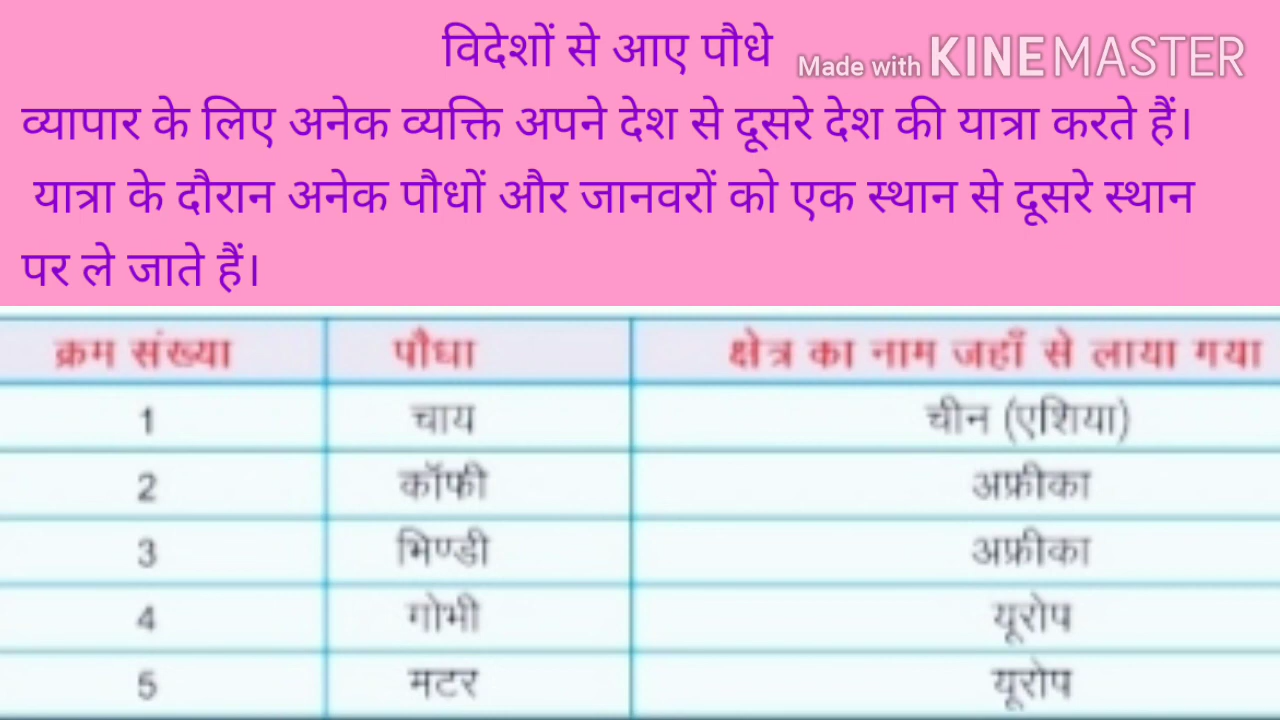 विदेशों से आए पौधे
Made with KINEMASTER
व्यापार के लिए अनेक व्यक्ति अपने देश से दूसरे देश की यात्रा करते हैं।
यात्रा के दौरान अनेक पौधों और जानवरों को एक स्थान से दूसरे स्थान
पर ले जाते हैं।
क्रम संख्या पौधा क्षेत्र का नाम जहाँ से लाया गया
1 चाय चीन (एशिया)
2 कॉफी अफ्रीका
3 भिण्डी अफ्रीका
4 गोभी यूरोप
5 मटर यूरोप